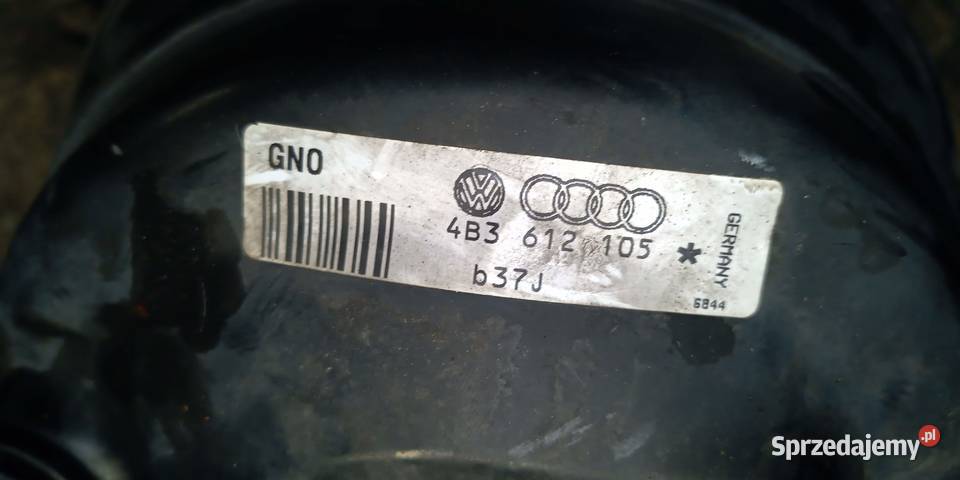 GNO
4B3 612 105 *
b37J
GERMANY
6844
Sprzedajemy.pl